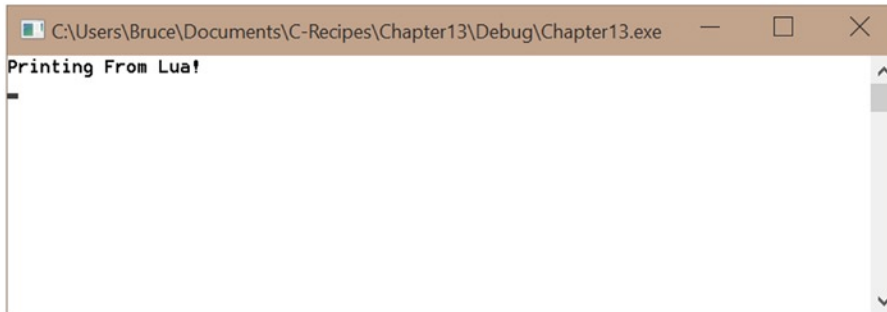 C:\Users\Bruce\Documents\C-Recipes\Chapter13\Debug\Chapter13.exe
Printing From Lua!